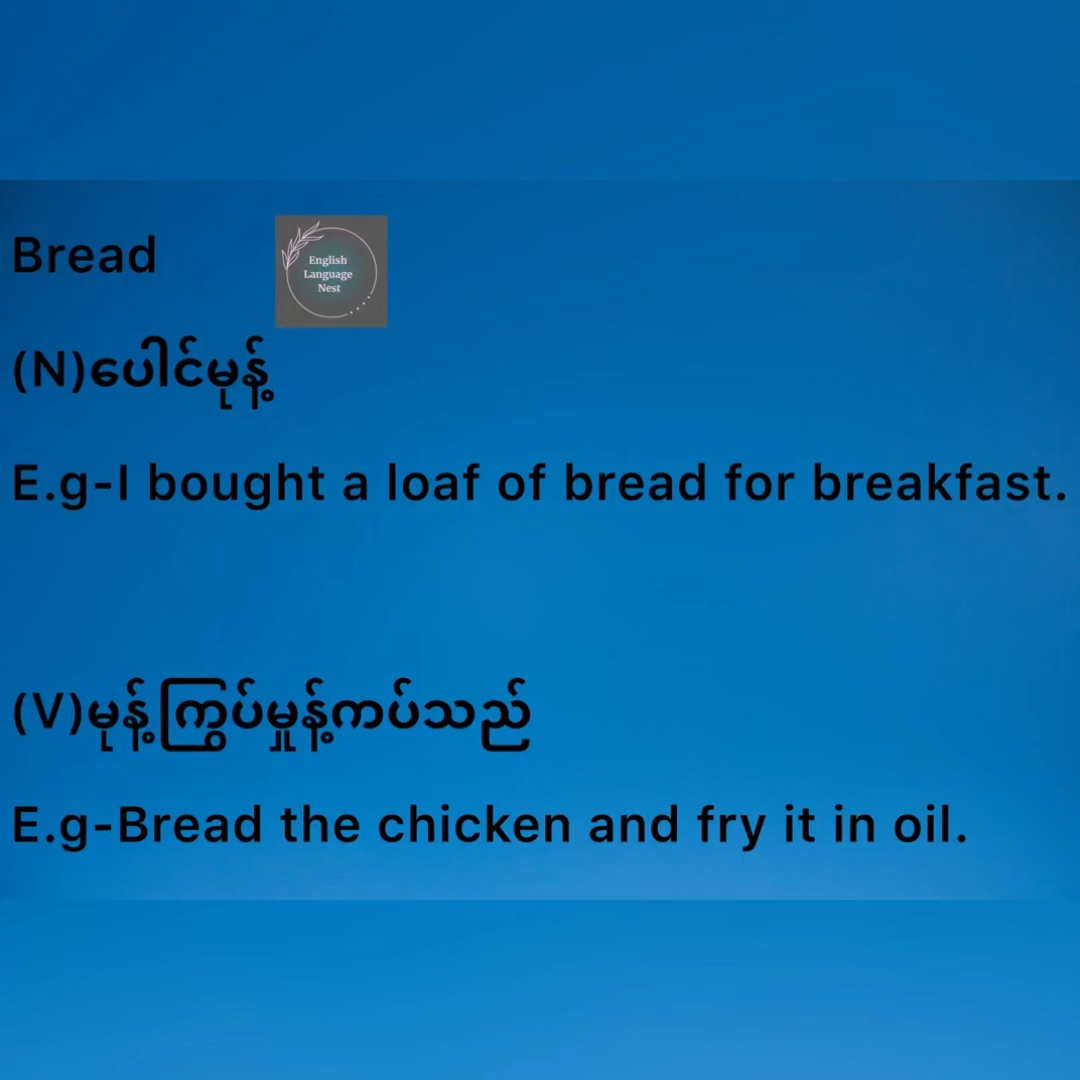 Bread
English
Language
Nest
(N)ပေါင်မုန့်
E.g-I bought a loaf of bread for breakfast.
(V)မုန့်ကြွပ်မှုန့်ကပ်သည်
E.g-Bread the chicken and fry it in oil.